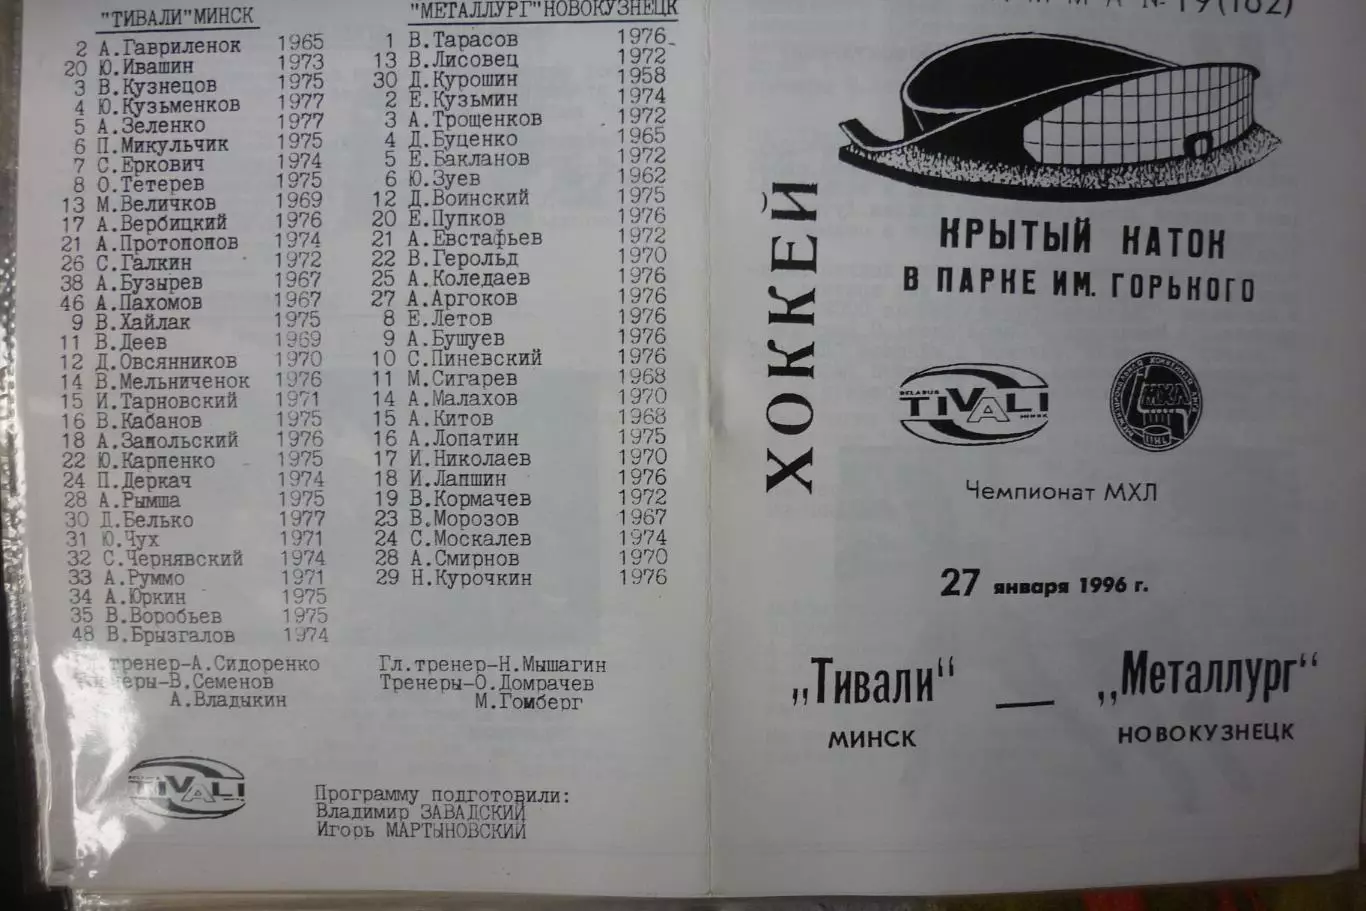 "ТИВАЛИ"МИНСК
2 А.Гавриленок 1965
20 Ю.Ивашин 1973
3 В.Кузнецов 1975
4 Ю.Кузьменков 1977
5 А.Зеленко 1977
6 П.Микульчик 1975
7 С.Еркович 1974
8 О.Тетерев 1975
13 М.Величков 1969
17 А.Вербицкий 1976
21 А.Протопопов 1974
26 С.Галкин 1972
38 А.Бузырев 1967
46 А.Пахомов 1967
9 В.Хайлак 1975
11 В.Деев 1969
12 Д.Овсянников 1970
14 В.Мельниченок 1976
15 И.Тарновский 1971
16 В.Кабанов 1975
18 А.Запольский 1976
22 Ю.Карпенко 1975
24 П.Деркач 1974
28 А.Рымша 1975
30 Д.Белько 1977
31 Ю.Чух 1971
32 С.Чернявский 1974
33 А.Руммо 1971
34 А.Юркин 1975
35 В.Воробьев 1975
48 В.Брызгалов 1974
тренер-А.Сидоренко
В.Семенов
А.Владыкин
TIVALI
"МЕТАЛЛУРГ"НОВОКУЗНЕЦК
1 В.Тарасов 1976
13 В.Лисовец 1972
30 Д.Курошин 1958
2 Е.Кузьмин 1974
3 А.Трощенков 1972
4 Д.Буценко 1965
5 Е.Бакланов 1972
6 Ю.Зуев 1962
12 Д.Воинский 1975
20 Е.Пупков 1976
21 А.Евстафьев 1972
22 В.Герольд 1970
25 А.Коледаев 1976
27 А.Аргоков 1976
8 Е.Летов 1976
9 А.Бушуев 1976
10 С.Пиневский 1976
11 М.Сигарев 1968
14 А.Малахов 1970
15 А.Китов 1968
16 А.Лопатин 1975
17 И.Николаев 1970
18 И.Лапшин 1976
19 В.Кормачев 1972
23 В.Морозов 1967
24 С.Москалев 1974
28 А.Смирнов 1970
29 Н.Курочкин 1976
Гл.тренер-Н.Мышагин
Тренеры-О.Домрачев
М.Гомберг
Программу подготовили:
Владимир ЗАВАДСКИЙ
Игорь МАРТЫНОВСКИЙ
№ 19(162)
ХОККЕЙ
КРЫТЫЙ КАТОК
В ПАРКЕ ИМ. ГОРЬКОГО
BELARUS
TIVALI
MINSK
МХЛ
IIHL
Чемпионат МХЛ
27 января 1996 г.
„Тивали“ — „Металлург“
МИНСК НОВОКУЗНЕЦК